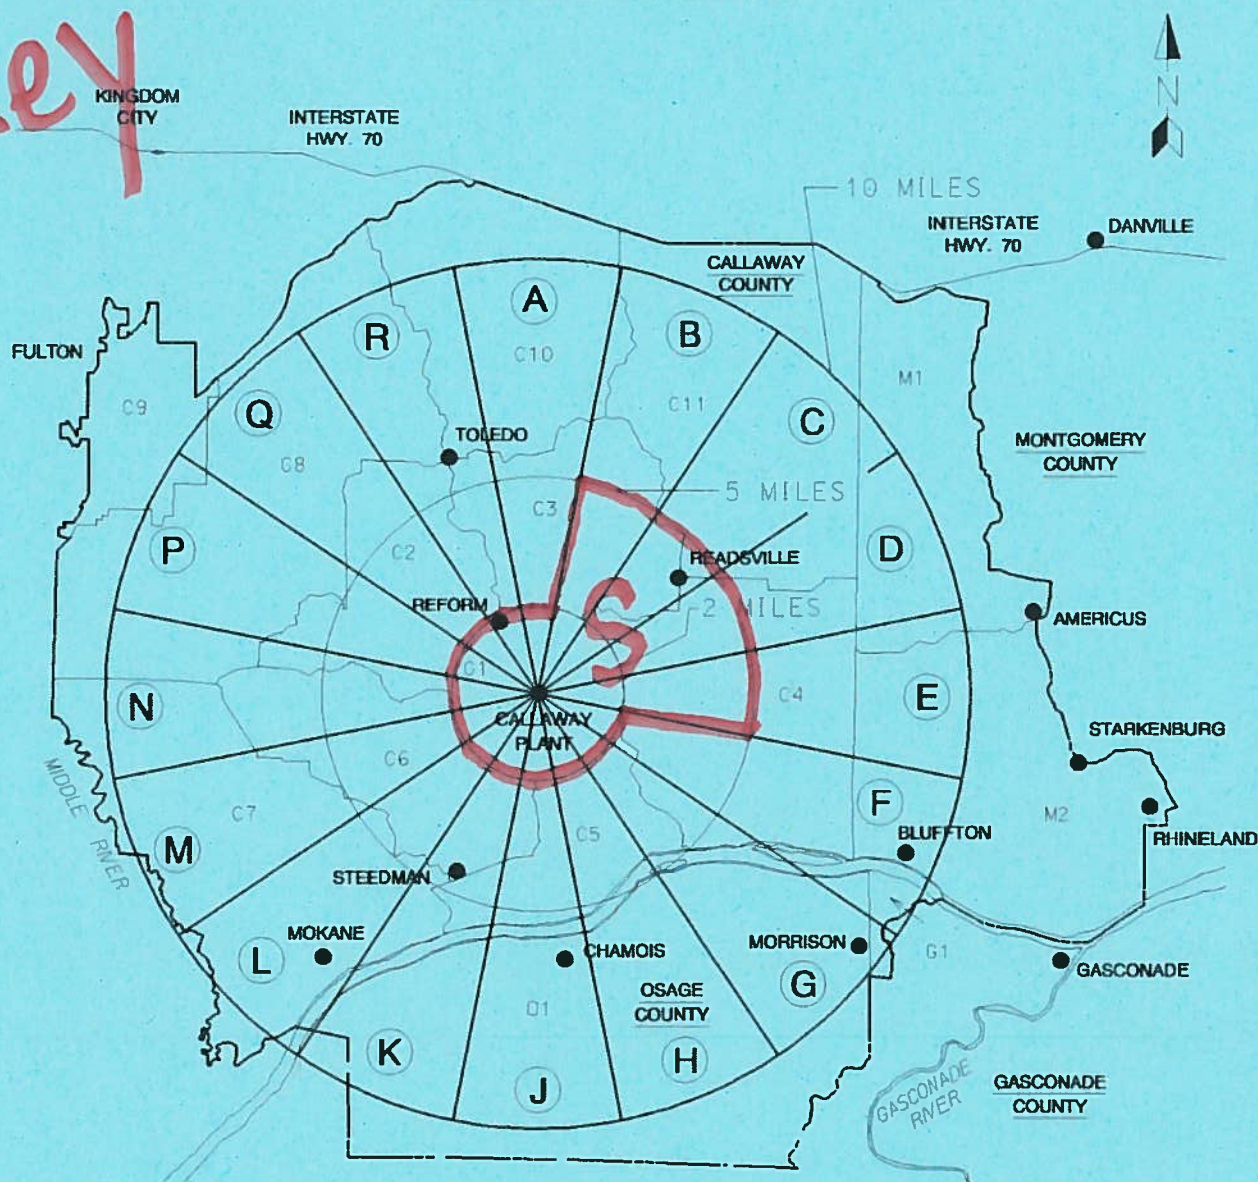 ey
KINGDOM
CITY
INTERSTATE
HWY. 70
N
10 MILES
INTERSTATE
HWY. 70
DANVILLE
CALLAWAY
COUNTY
A
R
B
FULTON
C10
M1
C9
C11
Q
C
TOLEDO
MONTGOMERY
COUNTY
C8
5 MILES
C3
P
C2
D
READSVILLE
REFORM
S
2 MILES
AMERICUS
C1
N
CALLAWAY
PLANT
C4
E
STARKENBURG
C6
MIDDLE
RIVER
C7
F
M2
BLUFFTON
RHINELAND
M
C5
STEEDMAN
MOKANE
L
CHAMOIS
MORRISON
G1
GASCONADE
G
OSAGE
COUNTY
O1
K
H
J
GASCONADE
RIVER
GASCONADE
COUNTY